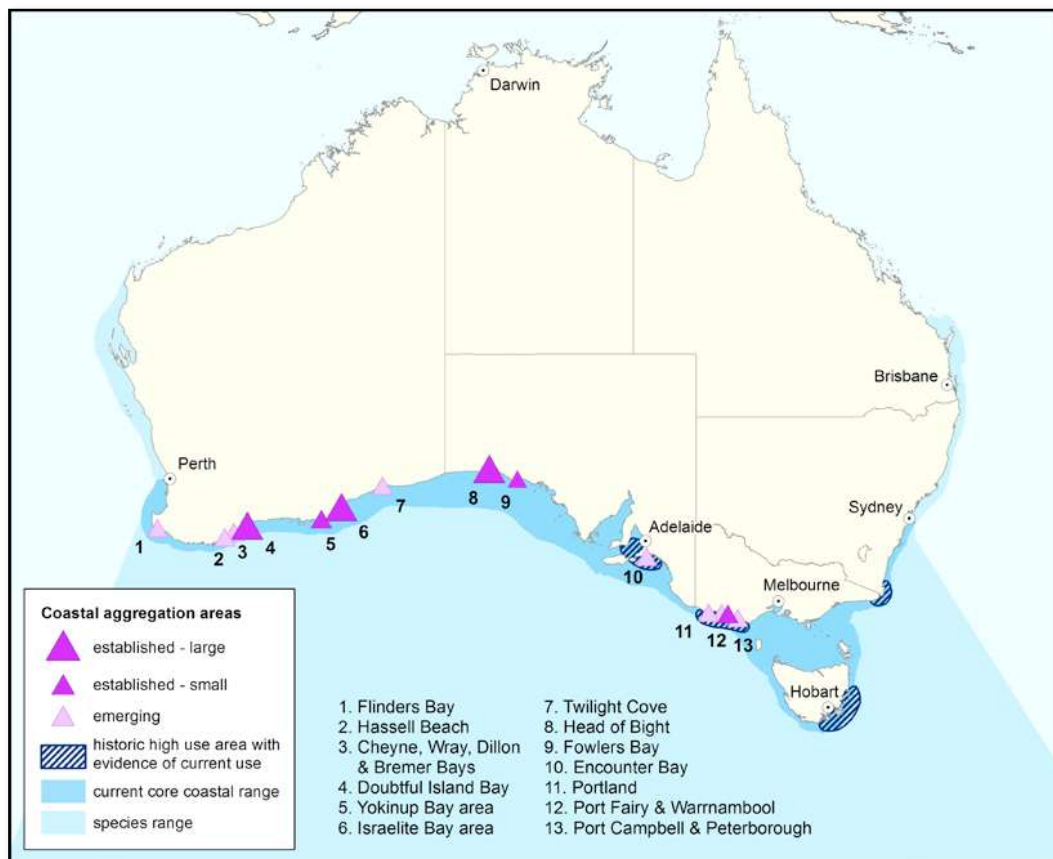 Darwin
Brisbane
Perth
Sydney
Adelaide
Melbourne
Hobart
1
2
3
4
5
6
7
8
9
10
11
12
13
Coastal aggregation areas
established - large
established - small
emerging
historic high use area with
evidence of current use
current core coastal range
species range
1. Flinders Bay
2. Hassell Beach
3. Cheyne, Wray, Dillon
& Bremer Bays
4. Doubtful Island Bay
5. Yokinup Bay area
6. Israelite Bay area
7. Twilight Cove
8. Head of Bight
9. Fowlers Bay
10. Encounter Bay
11. Portland
12. Port Fairy & Warrnambool
13. Port Campbell & Peterborough